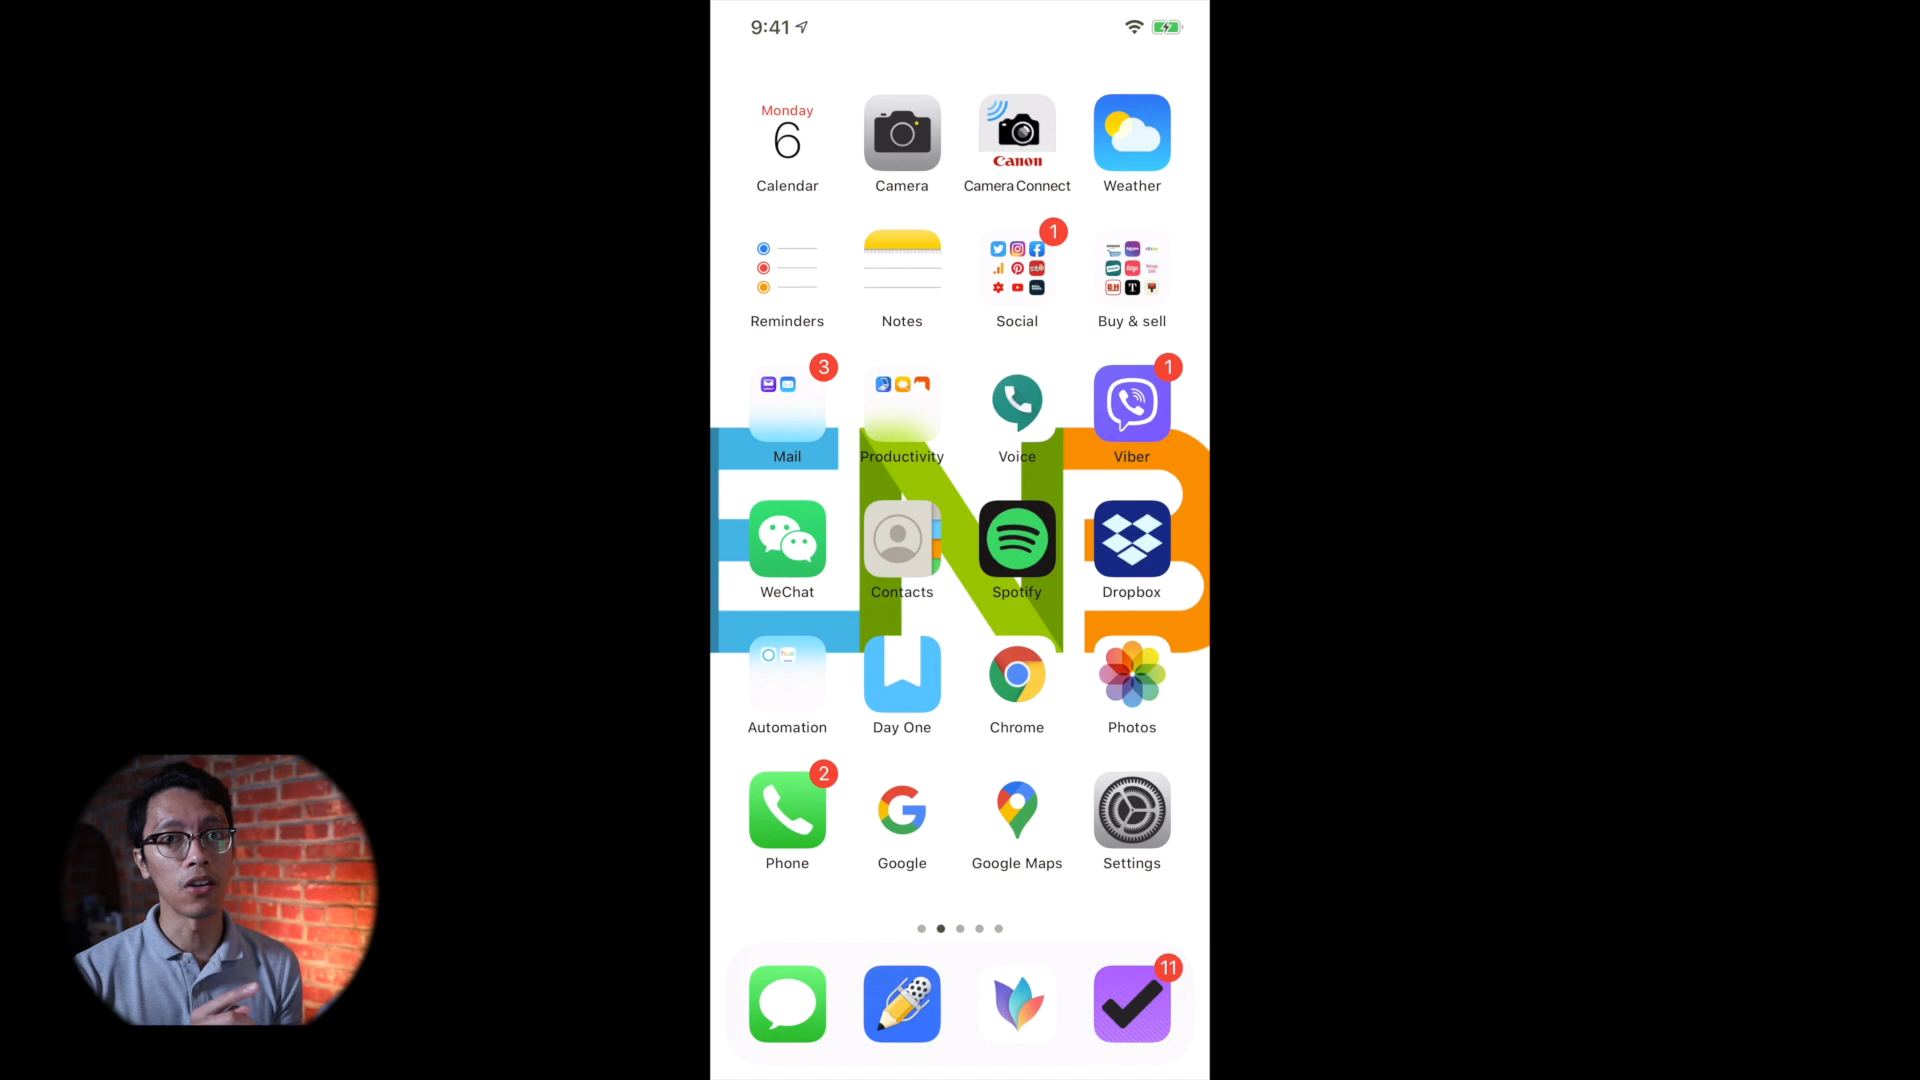 9:41
Monday
6
Canon
Calendar
Camera
Camera Connect
Weather
1
Reminders
Notes
Social
Buy & sell
3
1
Mail
Productivity
Voice
Viber
END
WeChat
Contacts
Spotify
Dropbox
hue
Automation
Day One
Chrome
Photos
2
Phone
Google
Google Maps
Settings
11